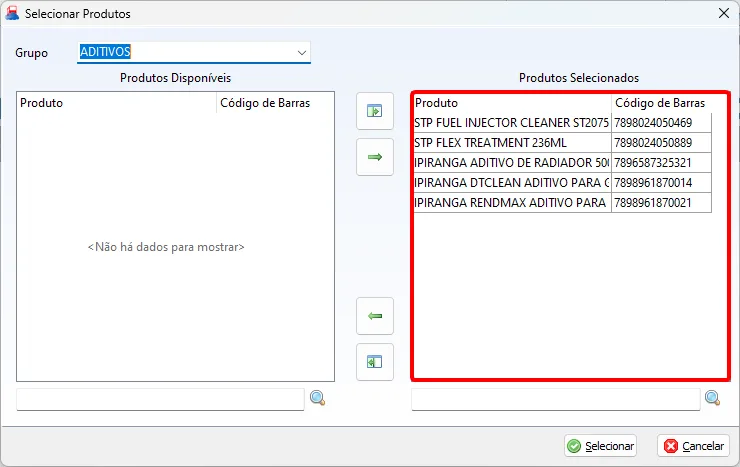 Selecionar Produtos
Grupo ADITIVOS
Produtos Disponíveis
Produto Código de Barras
<Não há dados para mostrar>
Produtos Selecionados
Produto Código de Barras
STP FUEL INJECTOR CLEANER ST2075 7898024050469
STP FLEX TREATMENT 236ML 7898024050889
IPIRANGA ADITIVO DE RADIADOR 500 7896587325321
IPIRANGA DTCLEAN ADITIVO PARA G 7898961870014
IPIRANGA RENDMAX ADITIVO PARA 7898961870021
Selecionar Cancelar